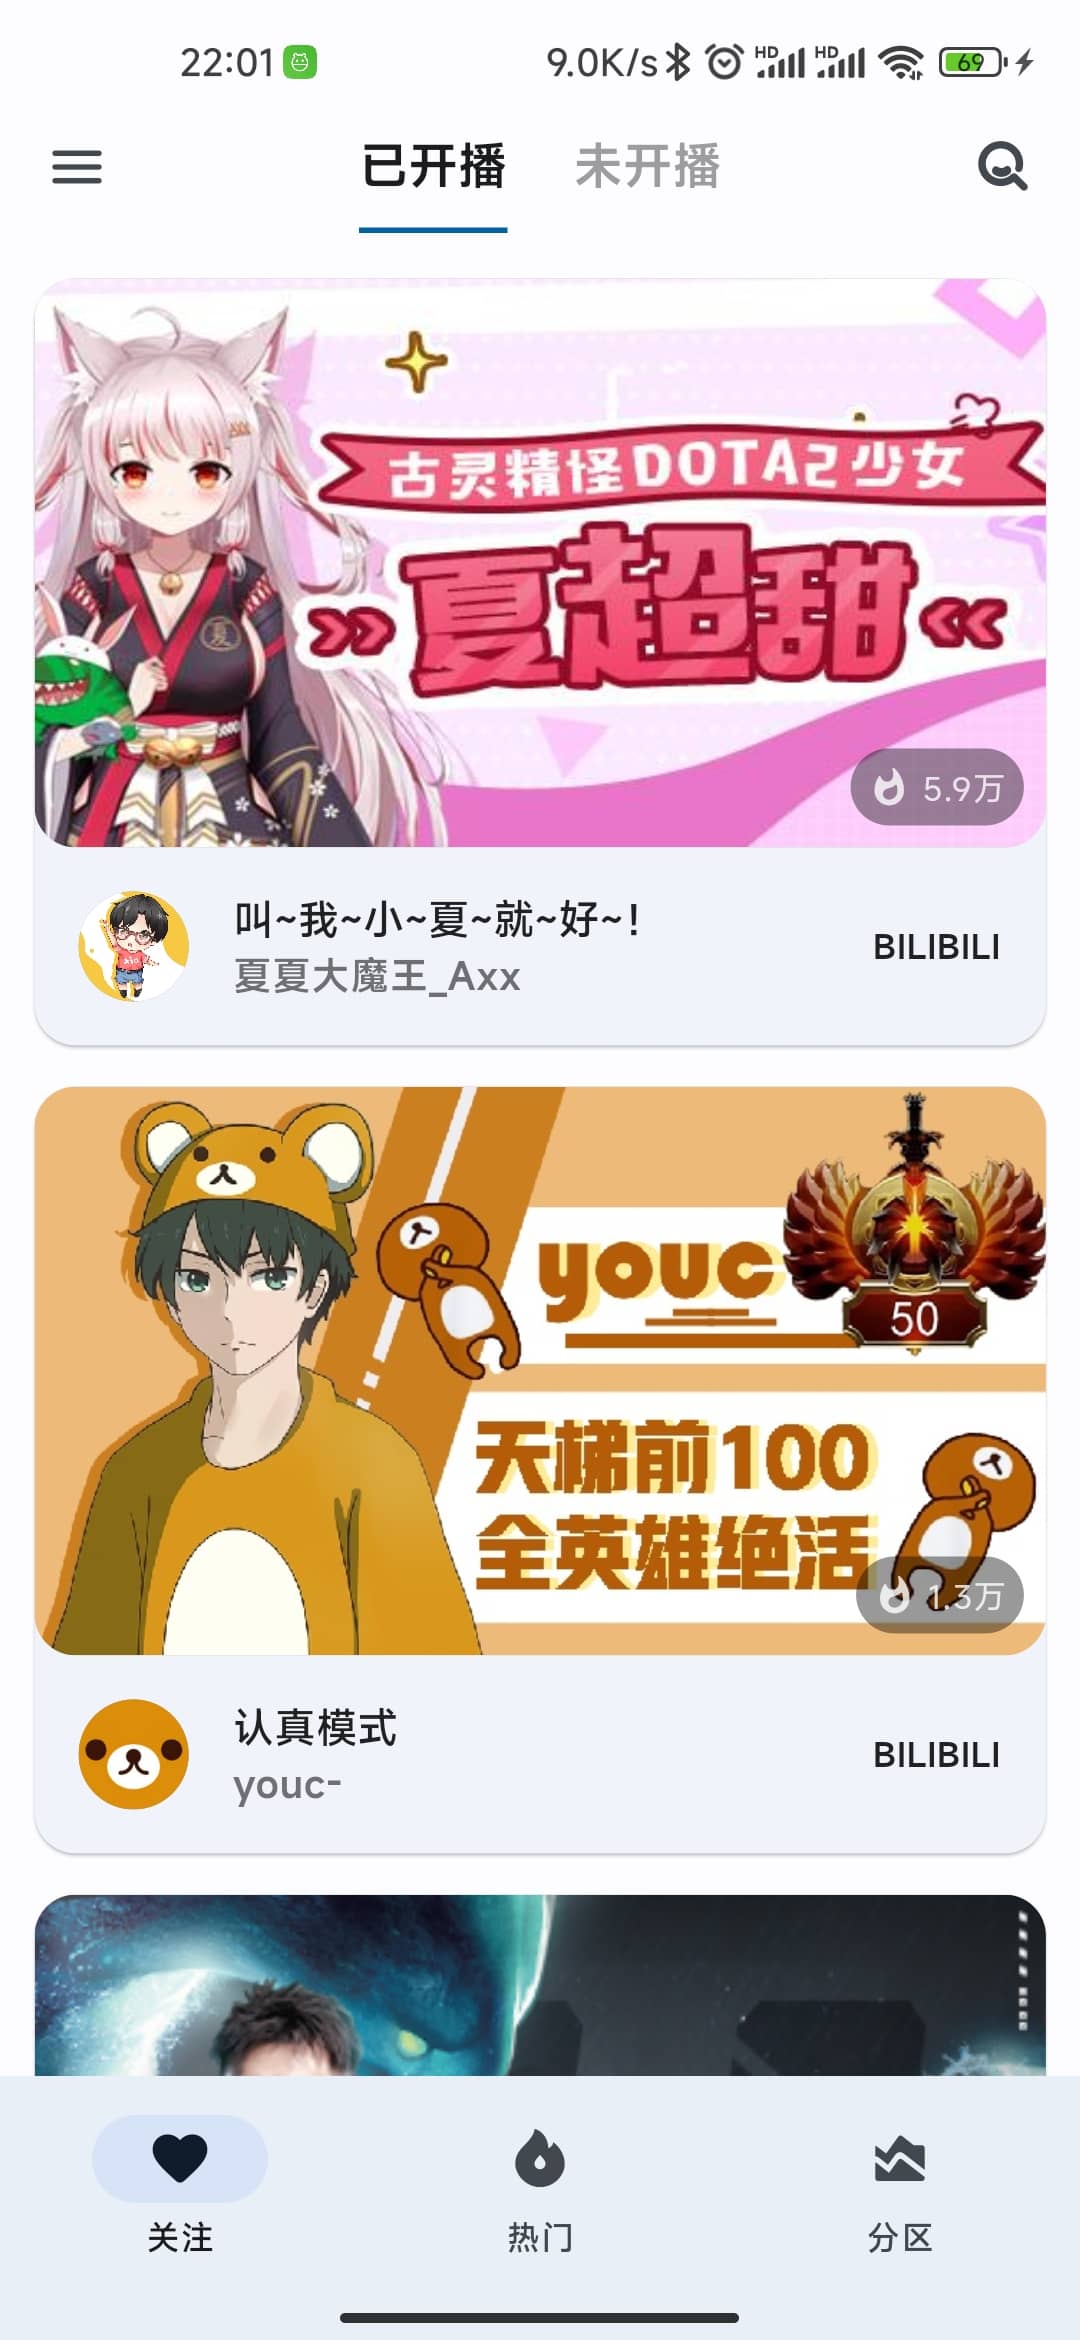 22:01
9.0K/s HD HD 69
已开播 未开播
古灵精怪DOTA2少女
夏超甜
夏
5.9万
叫~我~小~夏~就~好~!
夏夏大魔王_Axx
BILIBILI
youc
50
天梯前100
全英雄绝活
1.3万
认真模式
youc-
BILIBILI
关注 热门 分区